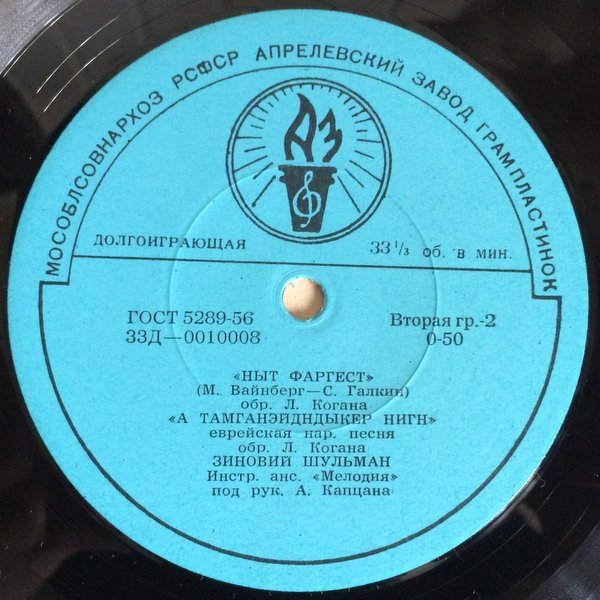 МОСОБЛСОВНАРХОЗ РСФСР АПРЕЛЕВСКИЙ ЗАВОД ГРАМПЛАСТИНОК
АЗ
ДОЛГОИГРАЮЩАЯ 33 1/3 об. в мин.
ГОСТ 5289-56 Вторая гр.-2
33Д—0010008 0-50
«НЫТ ФАРГЕСТ»
(М. Вайнберг—С. Галкин)
обр. Л. Когана
«А ТАМГАНЭЙДНДЫКЕР НИГН»
еврейская нар. песня
обр. Л. Когана
ЗИНОВИЙ ШУЛЬМАН
Инстр. анс. «Мелодия»
под рук. А. Капцана